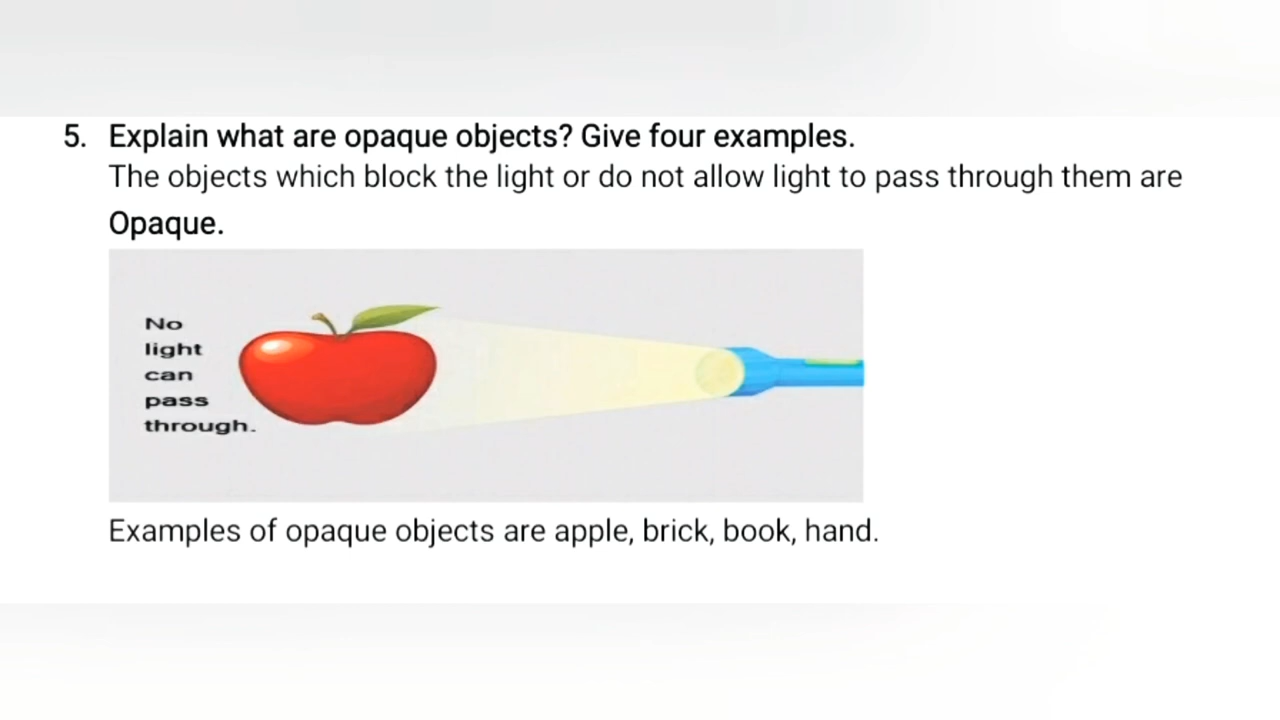 5. Explain what are opaque objects? Give four examples.
The objects which block the light or do not allow light to pass through them are
Opaque.
No
light
can
pass
through.
Examples of opaque objects are apple, brick, book, hand.